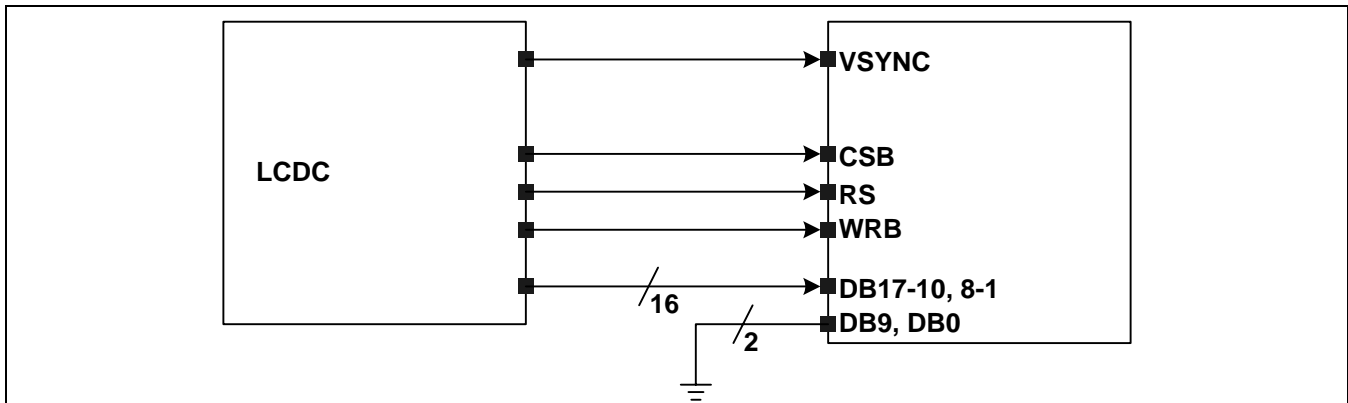 VSYNC
LCDC
CSB
RS
WRB
DB17-10, 8-1
16
DB9, DB0
2